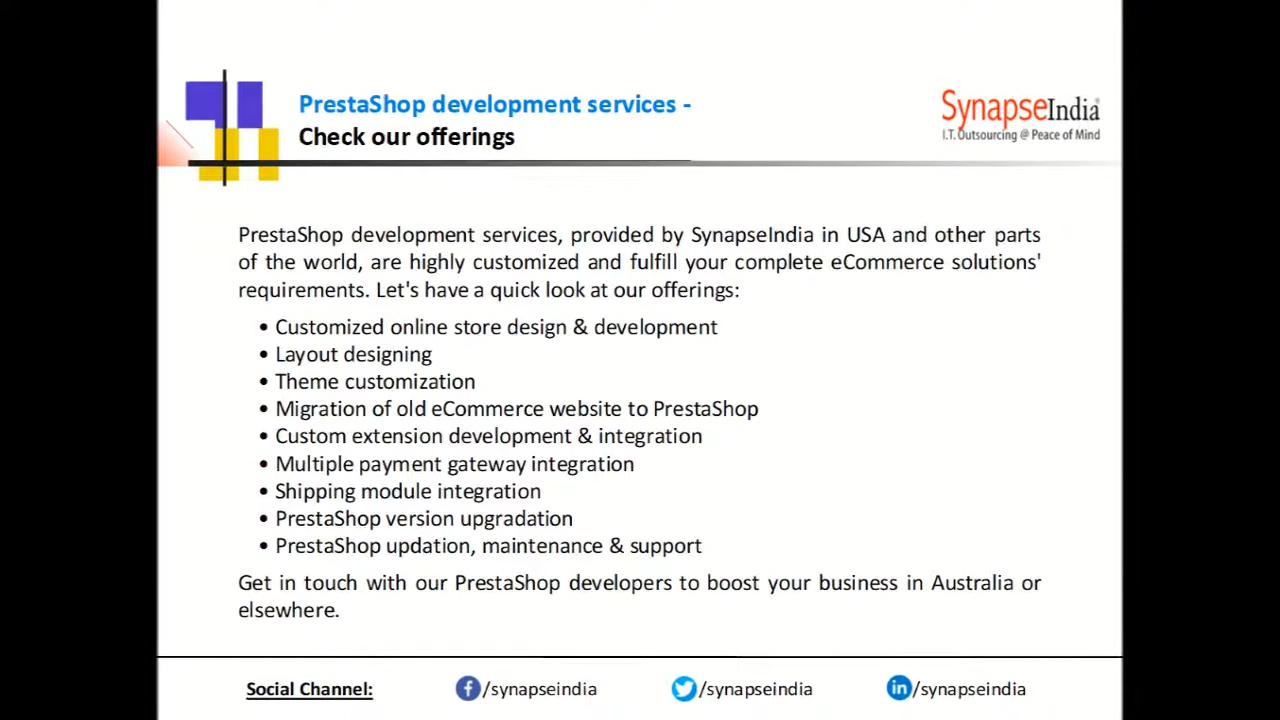 PrestaShop development services -
Check our offerings
SynapseIndia®
I.T. Outsourcing @ Peace of Mind
PrestaShop development services, provided by SynapseIndia in USA and other parts
of the world, are highly customized and fulfill your complete eCommerce solutions'
requirements. Let's have a quick look at our offerings:
• Customized online store design & development
• Layout designing
• Theme customization
• Migration of old eCommerce website to PrestaShop
• Custom extension development & integration
• Multiple payment gateway integration
• Shipping module integration
• PrestaShop version upgradation
• PrestaShop updation, maintenance & support
Get in touch with our PrestaShop developers to boost your business in Australia or
elsewhere.
Social Channel: /synapseindia /synapseindia /synapseindia